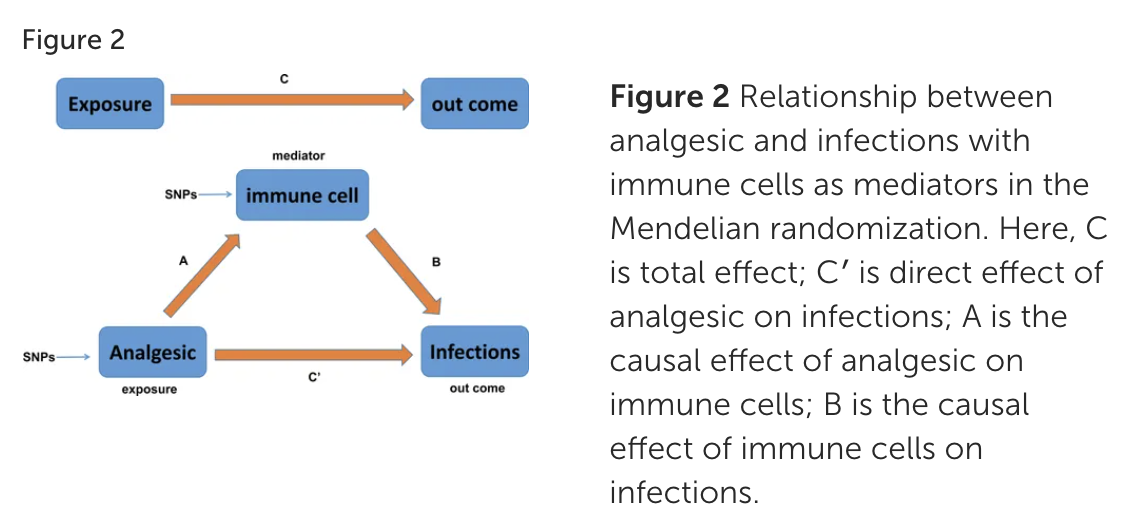 Figure 2
C
Exposure
out come
mediator
SNPs
immune cell
A
B
SNPs
Analgesic
Infections
C'
exposure
out come
Figure 2 Relationship between
analgesic and infections with
immune cells as mediators in the
Mendelian randomization. Here, C
is total effect; C′ is direct effect of
analgesic on infections; A is the
causal effect of analgesic on
immune cells; B is the causal
effect of immune cells on
infections.